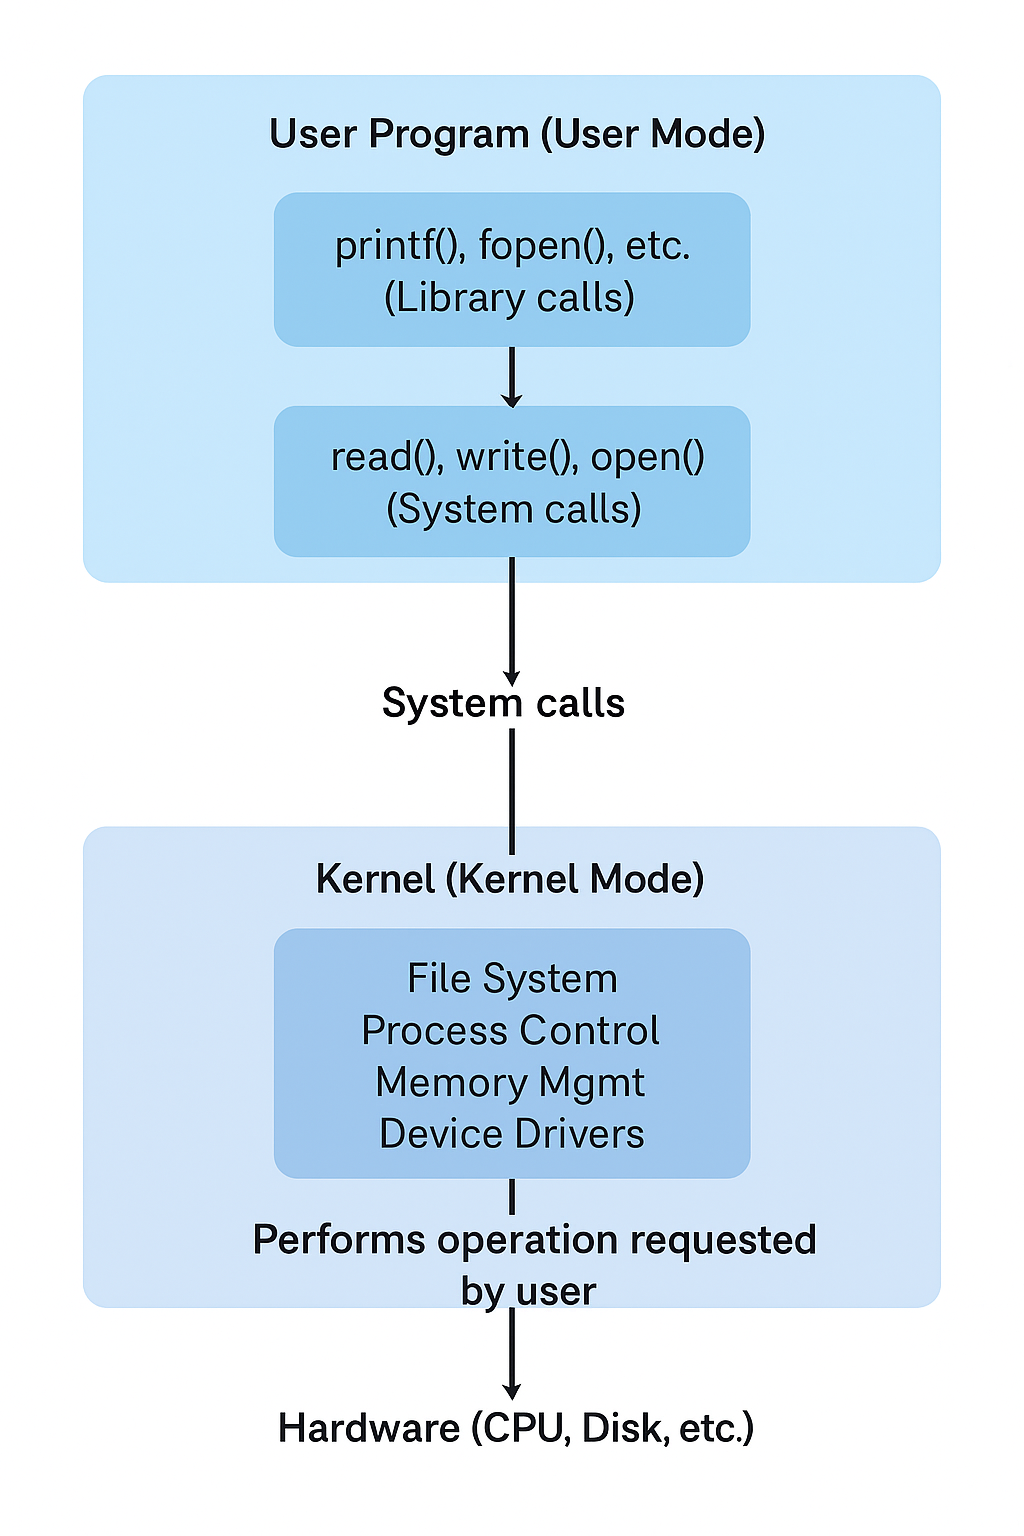 User Program (User Mode)
printf(), fopen(), etc.
(Library calls)
read(), write(), open()
(System calls)
System calls
Kernel (Kernel Mode)
File System
Process Control
Memory Mgmt
Device Drivers
Performs operation requested
by user
Hardware (CPU, Disk, etc.)